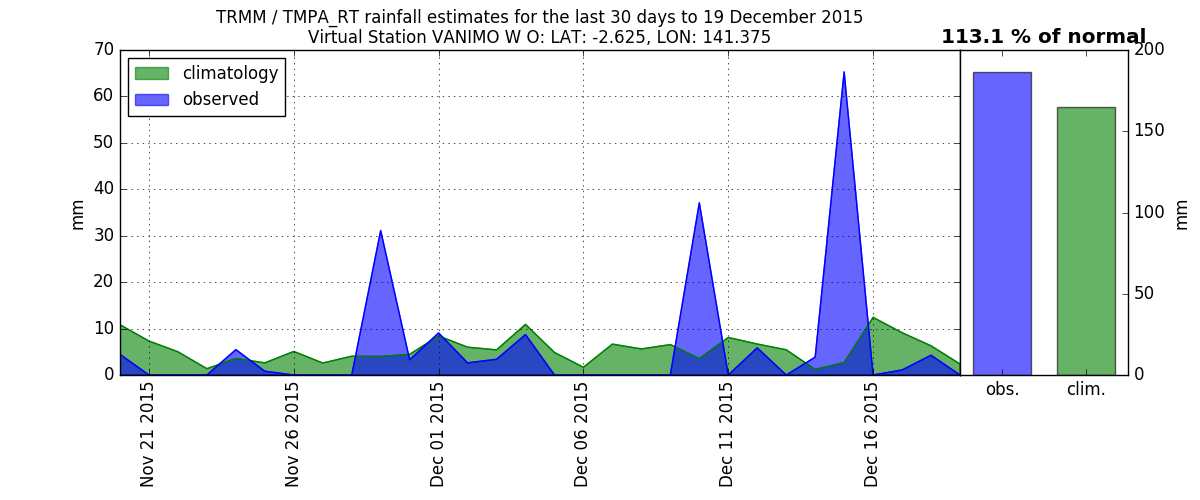 TRMM / TMPA_RT rainfall estimates for the last 30 days to 19 December 2015
Virtual Station VANIMO W O: LAT: -2.625, LON: 141.375
113.1 % of normal
climatology
observed
mm
70
60
50
40
30
20
10
0
Nov 21 2015
Nov 26 2015
Dec 01 2015
Dec 06 2015
Dec 11 2015
Dec 16 2015
obs.
clim.
200
150
100
50
0
mm